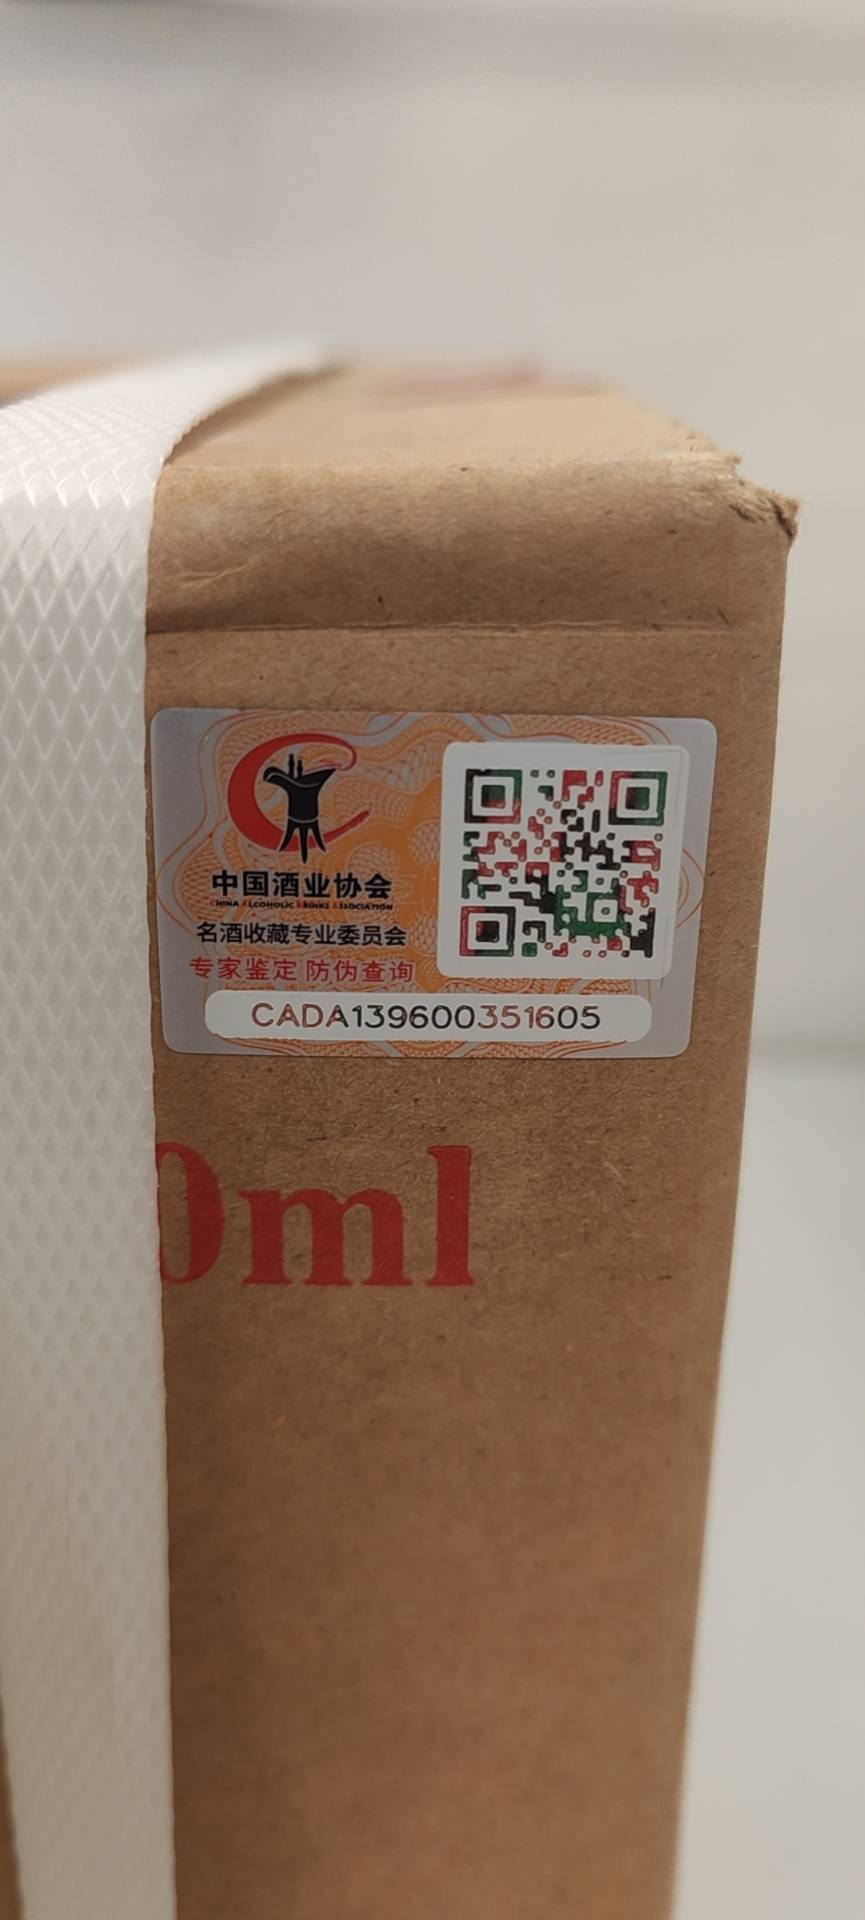 中国酒业协会
CHINA ALCOHOLIC DRINKS ASSOCIATION
名酒收藏专业委员会
专家鉴定 防伪查询
CADA139600351605
0ml